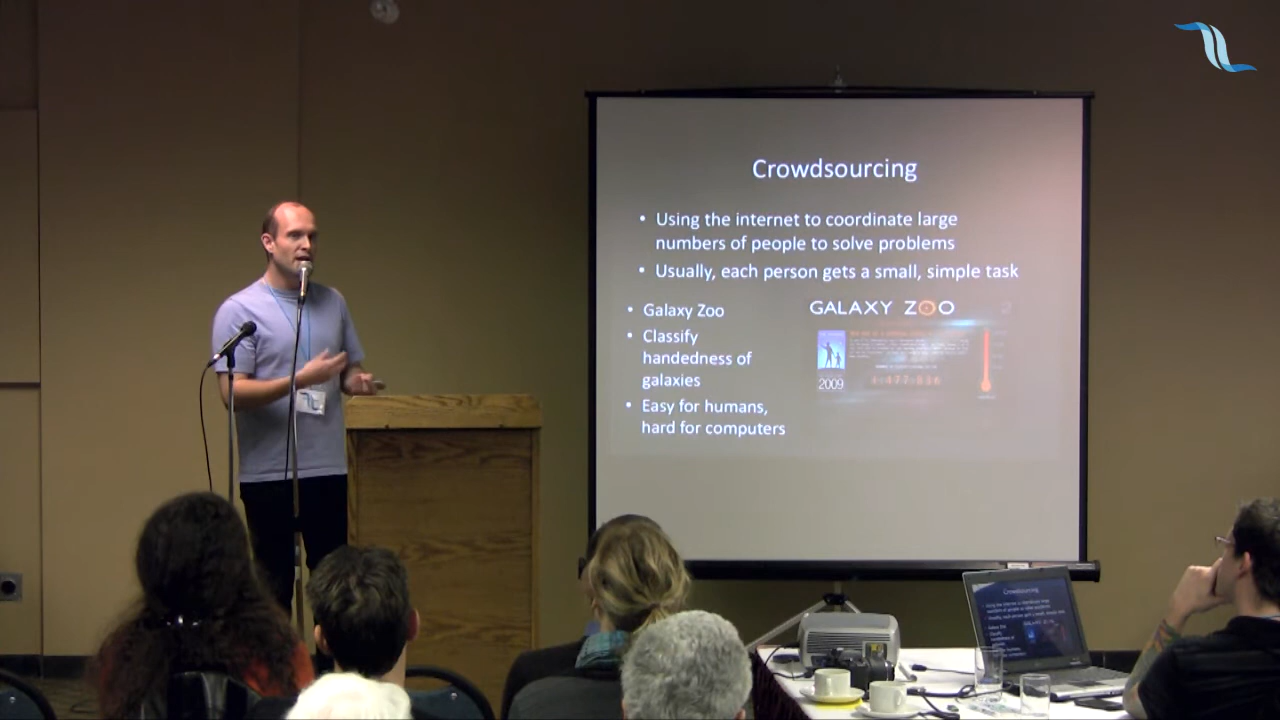 Crowdsourcing
• Using the internet to coordinate large
numbers of people to solve problems
• Usually, each person gets a small, simple task
• Galaxy Zoo
• Classify
handedness of
galaxies
• Easy for humans,
hard for computers
GALAXY ZOO
2009
Crowdsourcing